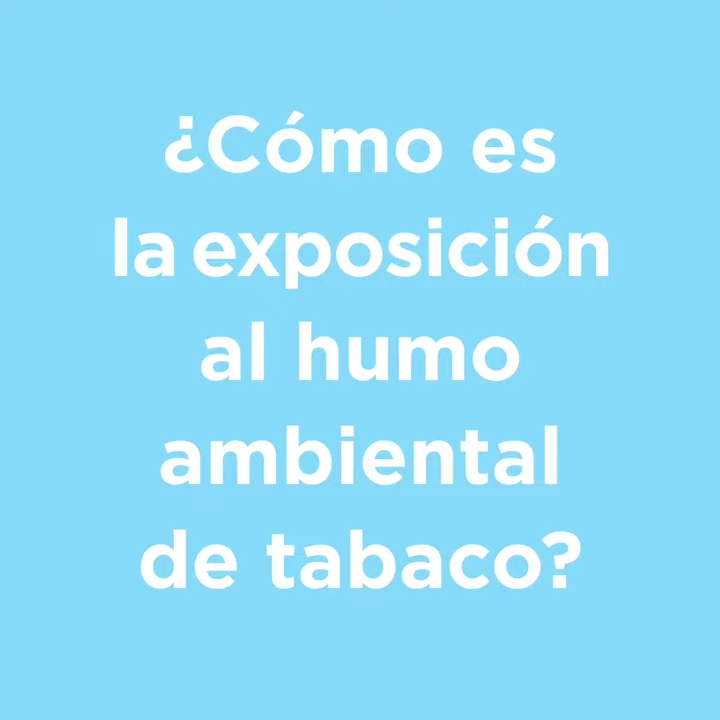 ¿Cómo es
la exposición
al humo
ambiental
de tabaco?